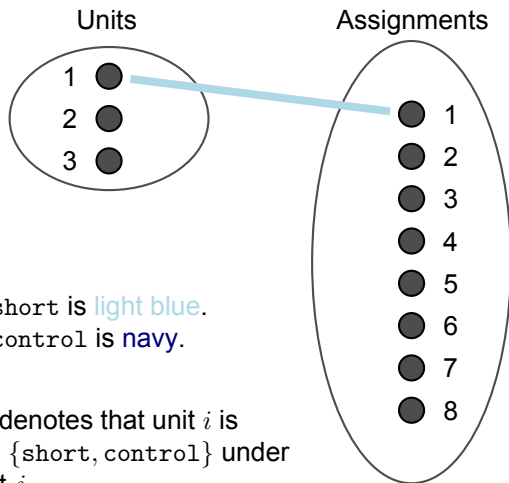 Units
Assignments
1
2
3
1
2
3
4
5
6
7
8
short is light blue.
control is navy.
denotes that unit i is
{short, control} under